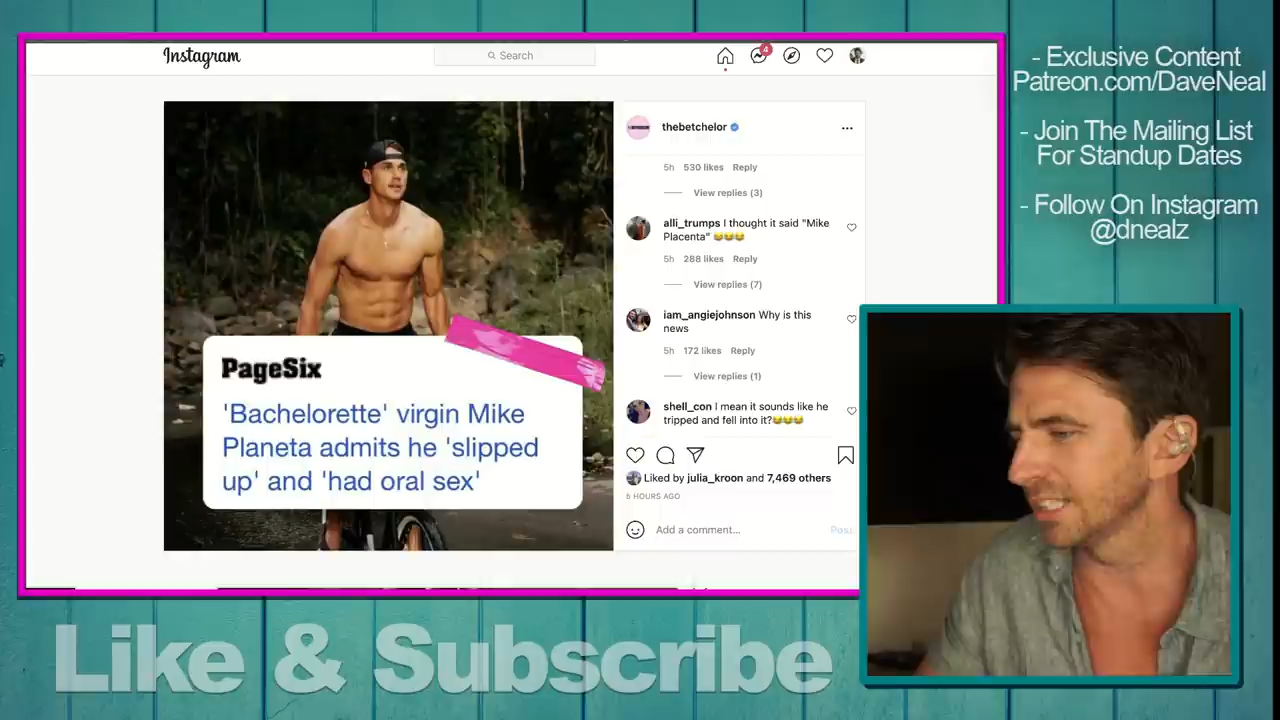 Instagram
Search
4
thebetchelor
5h 530 likes Reply
View replies (3)
alli_trumps I thought it said "Mike
Placenta" 😂😂😂
5h 288 likes Reply
View replies (7)
iam_angiejohnson Why is this
news
5h 172 likes Reply
View replies (1)
shell_con I mean it sounds like he
tripped and fell into it?😂😂😂
Liked by julia_kroon and 7,469 others
5 HOURS AGO
Add a comment...
Post
PageSix
'Bachelorette' virgin Mike
Planeta admits he 'slipped
up' and 'had oral sex'
- Exclusive Content
Patreon.com/DaveNeal
- Join The Mailing List
For Standup Dates
- Follow On Instagram
@dnealz
Like & Subscribe